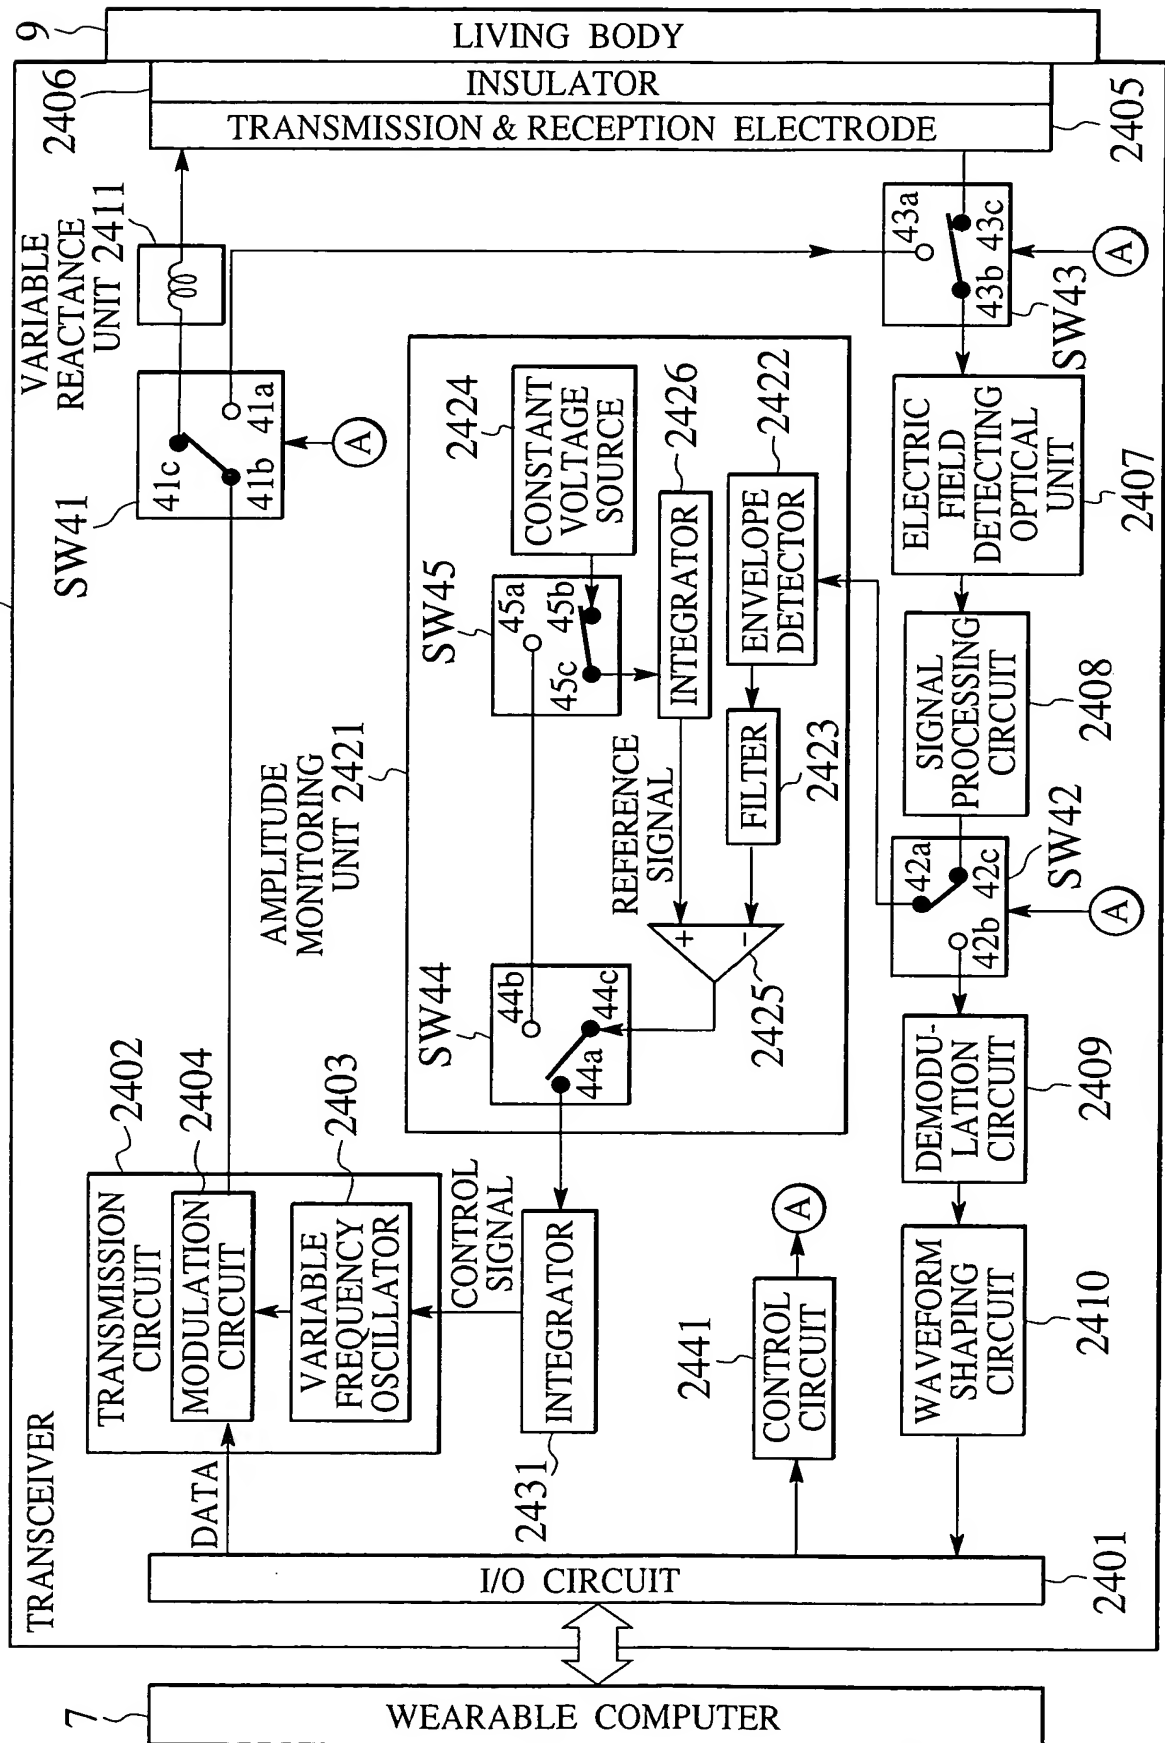 9
LIVING BODY
2406
INSULATOR
TRANSMISSION & RECEPTION ELECTRODE
2405
VARIABLE
REACTANCE
UNIT 2411
SW41
41c
41b
41a
A
43a
43b
43c
SW43
A
AMPLITUDE
MONITORING
UNIT 2421
2424
CONSTANT
VOLTAGE
SOURCE
SW45
45a
45b
45c
INTEGRATOR
2426
ENVELOPE
DETECTOR
2422
FILTER
2423
REFERENCE
SIGNAL
+
-
2425
SW44
44b
44a
44c
ELECTRIC
FIELD
DETECTING
OPTICAL
UNIT
2407
SIGNAL
PROCESSING
CIRCUIT
2408
42a
42b
42c
SW42
A
DEMODU-
LATION
CIRCUIT
2409
WAVEFORM
SHAPING
CIRCUIT
2410
TRANSMISSION
CIRCUIT
2402
MODULATION
CIRCUIT
2404
VARIABLE
FREQUENCY
OSCILLATOR
2403
CONTROL
SIGNAL
INTEGRATOR
2431
DATA
2441
CONTROL
CIRCUIT
A
TRANSCEIVER
I/O CIRCUIT
2401
7
WEARABLE COMPUTER